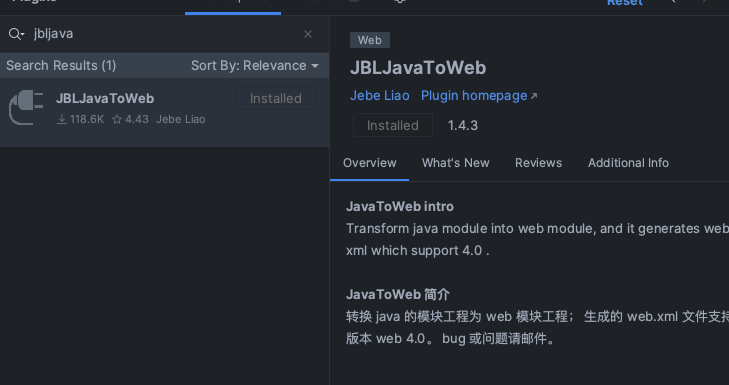 Reset
jbljava
Search Results (1)
Sort By: Relevance
JBLJavaToWeb
Installed
118.6K
4.43
Jebe Liao
Web
JBLJavaToWeb
Jebe Liao
Plugin homepage
Installed
1.4.3
Overview
What's New
Reviews
Additional Info
JavaToWeb intro
Transform java module into web module, and it generates web
xml which support 4.0 .
JavaToWeb 简介
转换 java 的模块工程为 web 模块工程； 生成的 web.xml 文件支持
版本 web 4.0。 bug 或问题请邮件。